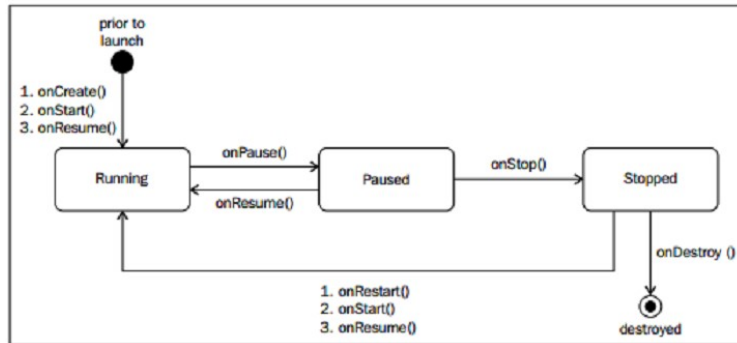 prior to
launch
1. onCreate()
2. onStart()
3. onResume()
Running
onPause()
onResume()
Paused
onStop()
Stopped
onDestroy ()
destroyed
1. onRestart()
2. onStart()
3. onResume()